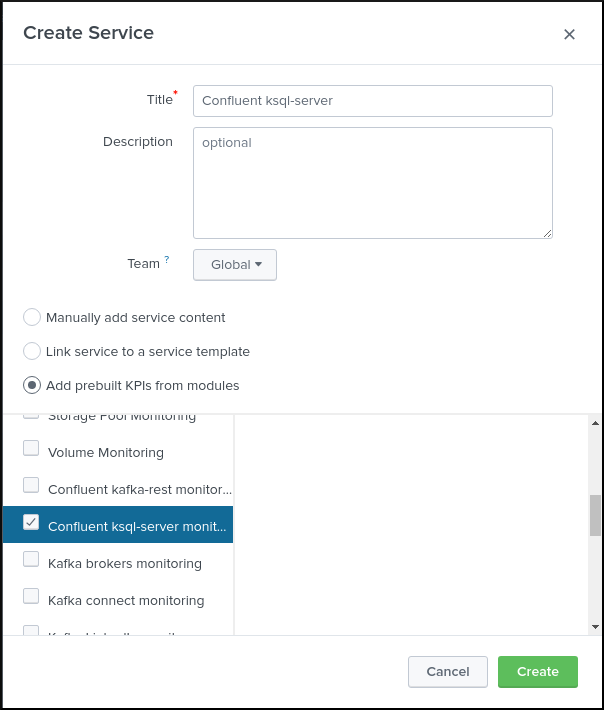 Create Service
Title*
Confluent ksql-server
Description
optional
Team ?
Global
Manually add service content
Link service to a service template
Add prebuilt KPIs from modules
Storage Pool Monitoring
Volume Monitoring
Confluent kafka-rest monitor...
Confluent ksql-server monit...
Kafka brokers monitoring
Kafka connect monitoring
Cancel
Create